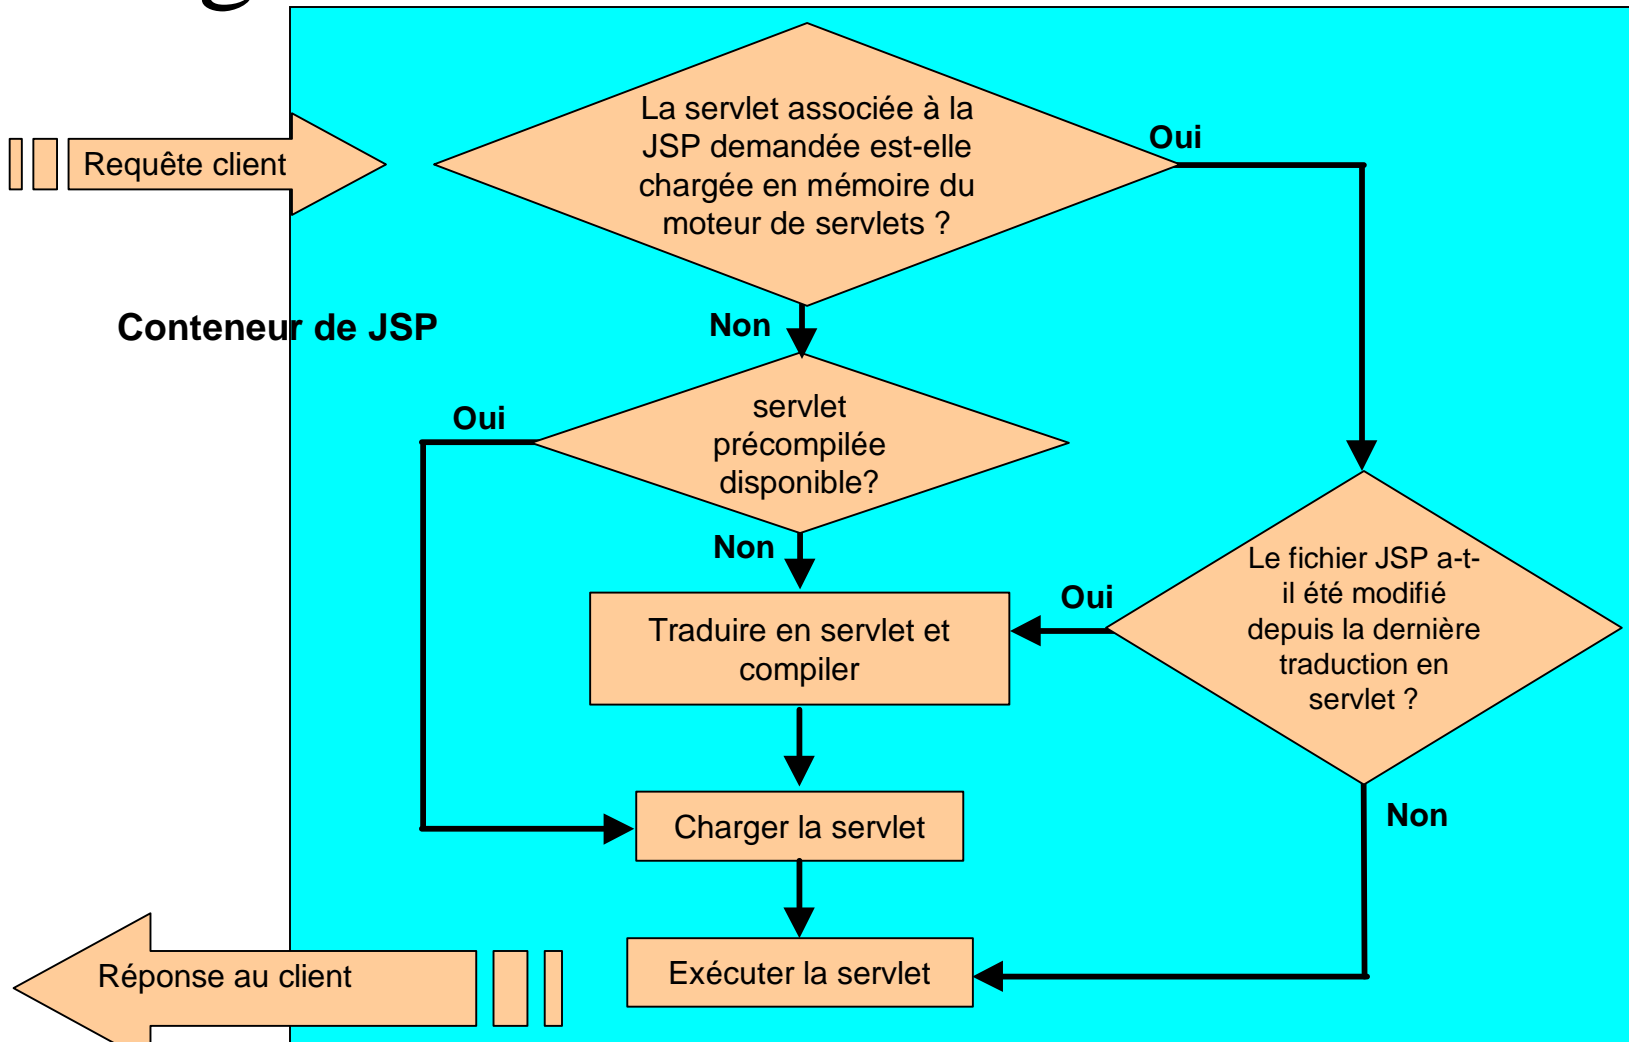 g
La servlet associée à la
JSP demandée est-elle
chargée en mémoire du
moteur de servlets ?
Oui
Requête client
Conteneur de JSP
Non
Oui
servlet
précompilée
disponible?
Non
Le fichier JSP a-t-
il été modifié
depuis la dernière
traduction en
servlet ?
Oui
Traduire en servlet et
compiler
Non
Charger la servlet
Réponse au client
Exécuter la servlet